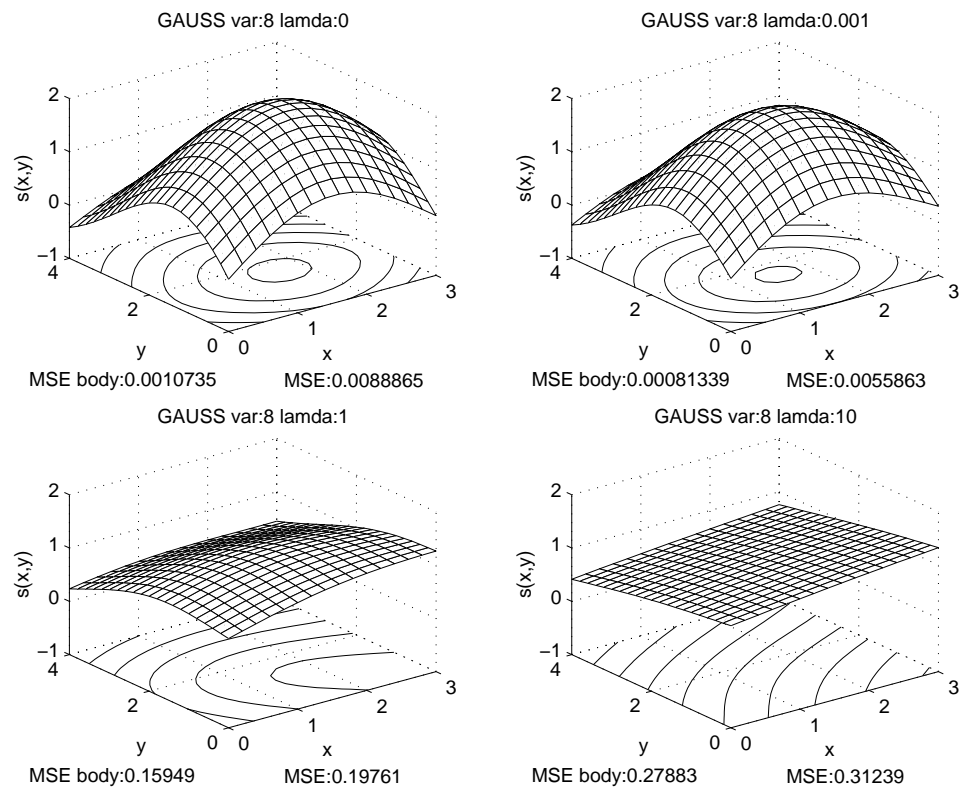 GAUSS var:8 lamda:0
2
1
0
−1
s(x,y)
4
2
0
y
0
1
2
3
x
MSE body:0.0010735 MSE:0.0088865
GAUSS var:8 lamda:0.001
2
1
0
−1
s(x,y)
4
2
0
y
0
1
2
3
x
MSE body:0.00081339 MSE:0.0055863
GAUSS var:8 lamda:1
2
1
0
−1
s(x,y)
4
2
0
y
0
1
2
3
x
MSE body:0.15949 MSE:0.19761
GAUSS var:8 lamda:10
2
1
0
−1
s(x,y)
4
2
0
y
0
1
2
3
x
MSE body:0.27883 MSE:0.31239